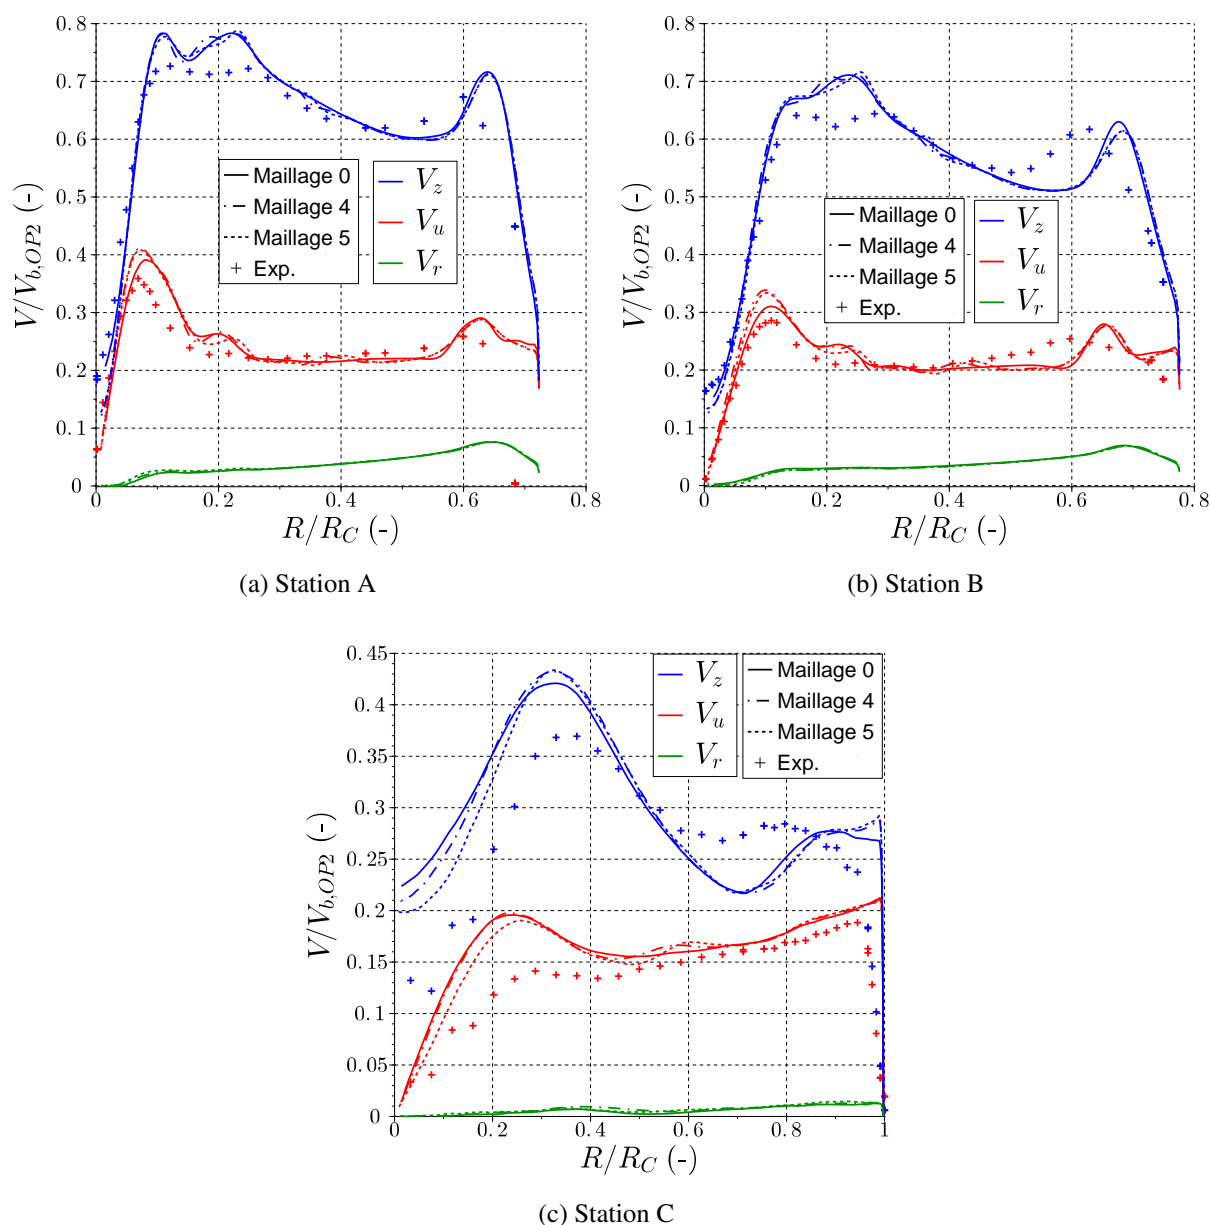 0.8
0.7
0.6
0.5
0.4
0.3
0.2
0.1
0
V/V_{b,OP2} (-)
Maillage 0
Maillage 4
Maillage 5
+ Exp.
V_z
V_u
V_r
0 0.2 0.4 0.6 0.8
R/R_C (-)
(a) Station A
0.8
0.7
0.6
0.5
0.4
0.3
0.2
0.1
0
V/V_{b,OP2} (-)
Maillage 0
Maillage 4
Maillage 5
+ Exp.
V_z
V_u
V_r
0 0.2 0.4 0.6 0.8
R/R_C (-)
(b) Station B
0.45
0.4
0.35
0.3
0.25
0.2
0.15
0.1
0.05
0
V/V_{b,OP2} (-)
V_z
V_u
V_r
Maillage 0
Maillage 4
Maillage 5
+ Exp.
0 0.2 0.4 0.6 0.8 1
R/R_C (-)
(c) Station C